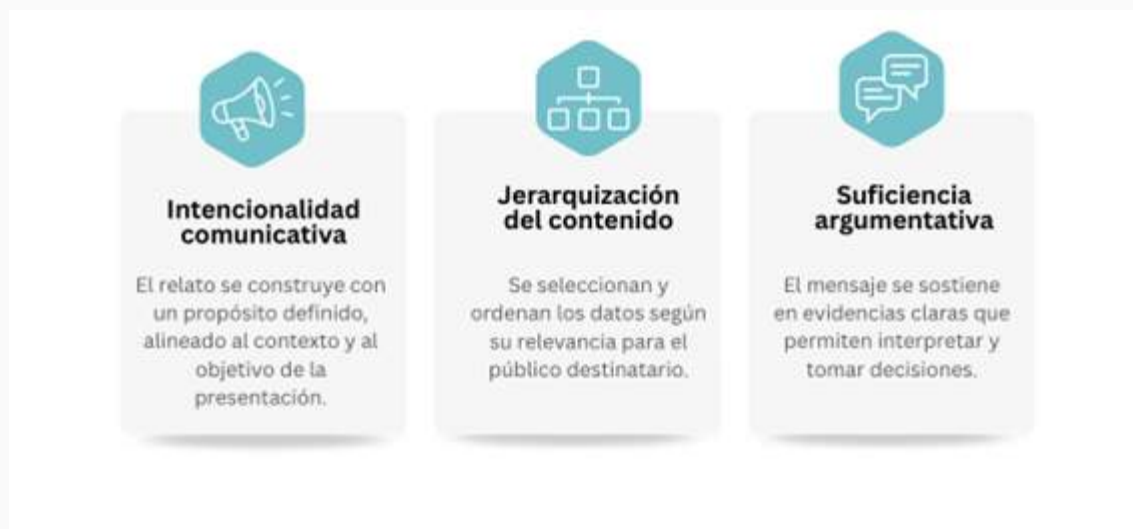 Intencionalidad
comunicativa
El relato se construye con
un propósito definido,
alineado al contexto y al
objetivo de la
presentación.
Jerarquización
del contenido
Se seleccionan y
ordenan los datos según
su relevancia para el
público destinatario.
Suficiencia
argumentativa
El mensaje se sostiene
en evidencias claras que
permiten interpretar y
tomar decisiones.